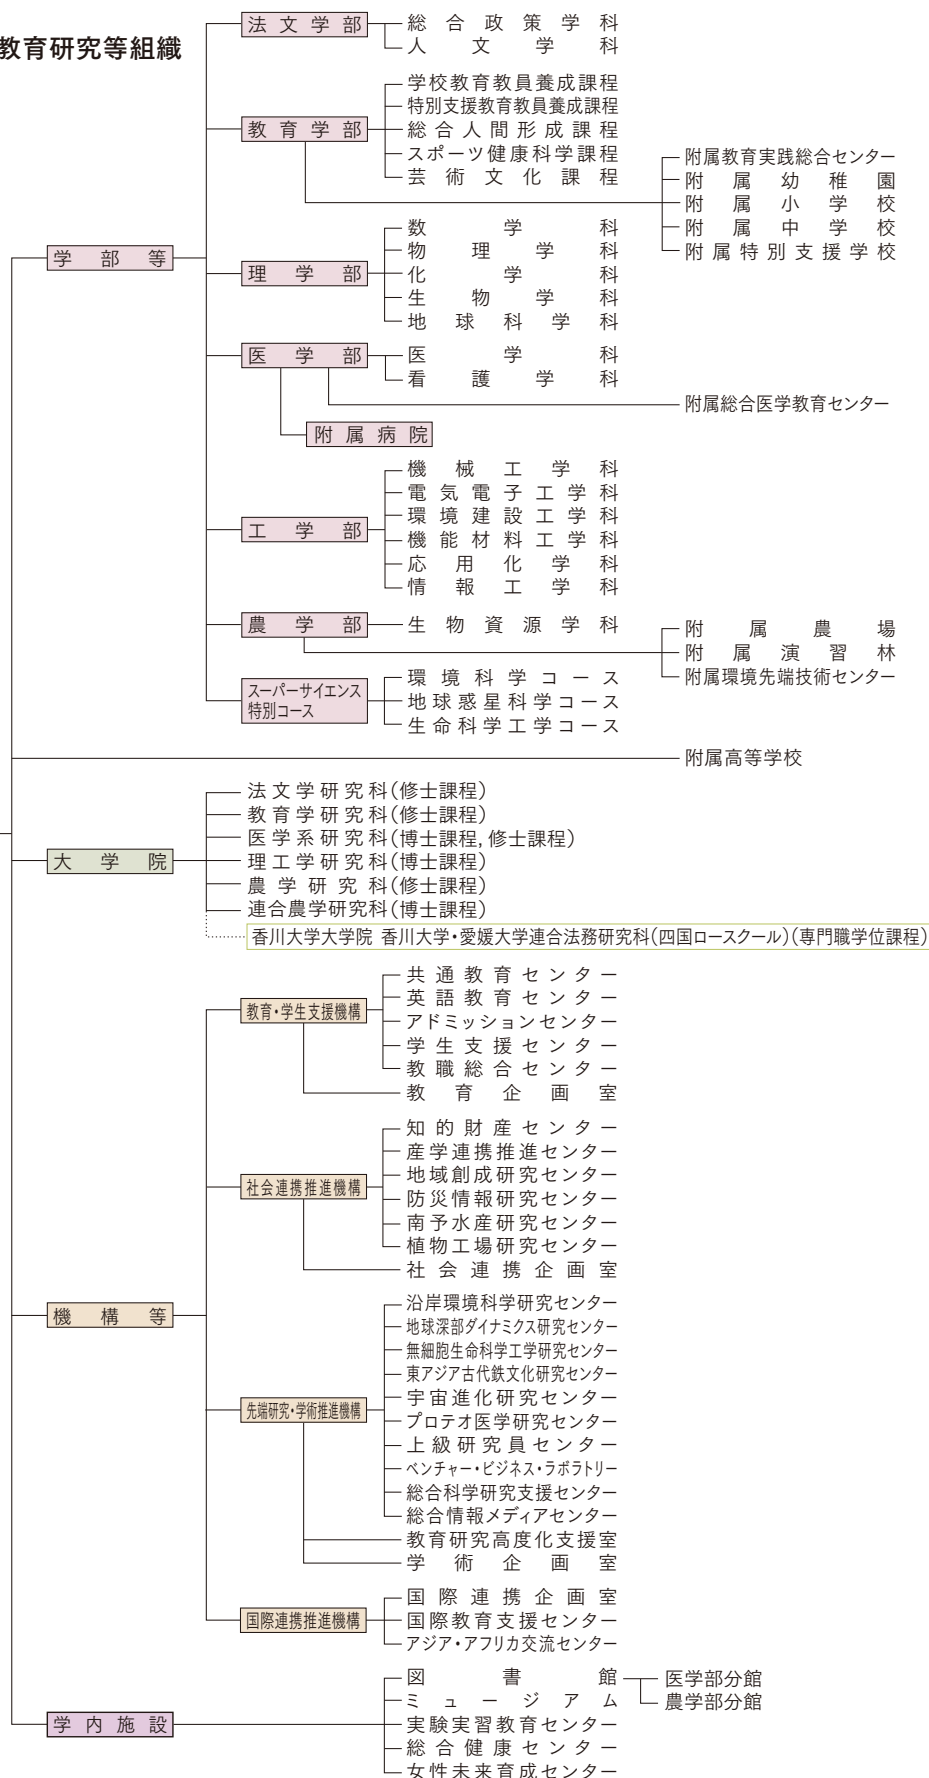 教育研究等組織
学部等
法文学部
総合政策学科
人文学科
教育学部
学校教育教員養成課程
特別支援教育教員養成課程
総合人間形成課程
スポーツ健康科学課程
芸術文化課程
附属教育実践総合センター
附属幼稚園
附属小学校
附属中学校
附属特別支援学校
理学部
数学科
物理学科
化学科
生物学科
地球科学科
医学部
医学科
看護学科
附属総合医学教育センター
附属病院
工学部
機械工学科
電気電子工学科
環境建設工学科
機能材料工学科
応用化学科
情報工学科
農学部
生物資源学科
附属農場
附属演習林
附属環境先端技術センター
スーパーサイエンス
特別コース
環境科学コース
地球惑星科学コース
生命科学工学コース
附属高等学校
大学院
法文学研究科(修士課程)
教育学研究科(修士課程)
医学系研究科(博士課程,修士課程)
理工学研究科(博士課程)
農学研究科(修士課程)
連合農学研究科(博士課程)
香川大学大学院 香川大学・愛媛大学連合法務研究科(四国ロースクール)(専門職学位課程)
機構等
教育・学生支援機構
共通教育センター
英語教育センター
アドミッションセンター
学生支援センター
教職総合センター
教育企画室
社会連携推進機構
知的財産センター
産学連携推進センター
地域創成研究センター
防災情報研究センター
南予水産研究センター
植物工場研究センター
社会連携企画室
先端研究・学術推進機構
沿岸環境科学研究センター
地球深部ダイナミクス研究センター
無細胞生命科学工学研究センター
東アジア古代鉄文化研究センター
宇宙進化研究センター
プロテオ医学研究センター
上級研究員センター
ベンチャー・ビジネス・ラボラトリー
総合科学研究支援センター
総合情報メディアセンター
教育研究高度化支援室
学術企画室
国際連携推進機構
国際連携企画室
国際教育支援センター
アジア・アフリカ交流センター
学内施設
図書館
医学部分館
農学部分館
ミュージアム
実験実習教育センター
総合健康センター
女性未来育成センター